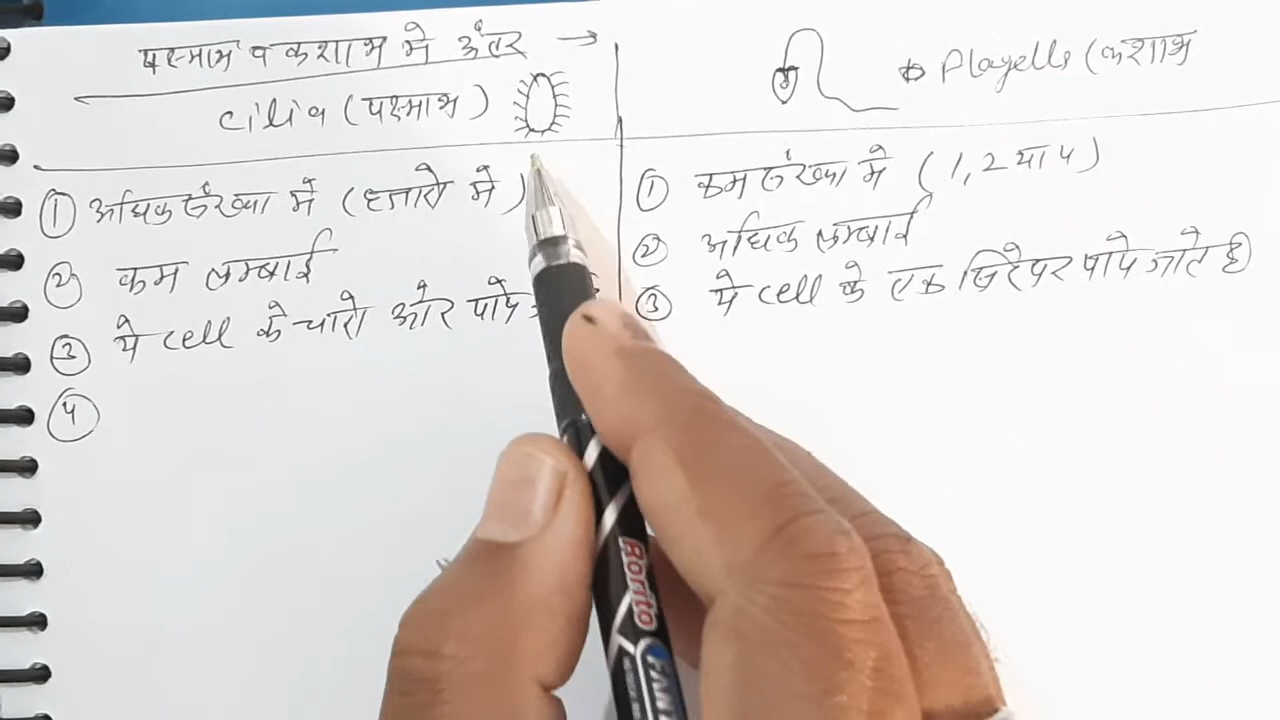 पक्ष्माभ व कशाभ में अंतर →
cilia (पक्ष्माभ)
① अधिक संख्या में (हजारो में)
② कम लम्बाई
③ ये cell के चारो ओर पाये
④
Flagella (कशाभ
① कम संख्या में (1, 2 या 4)
② अधिक लम्बाई
③ ये cell के एक सिरे पर पाये जाते है
Rorito